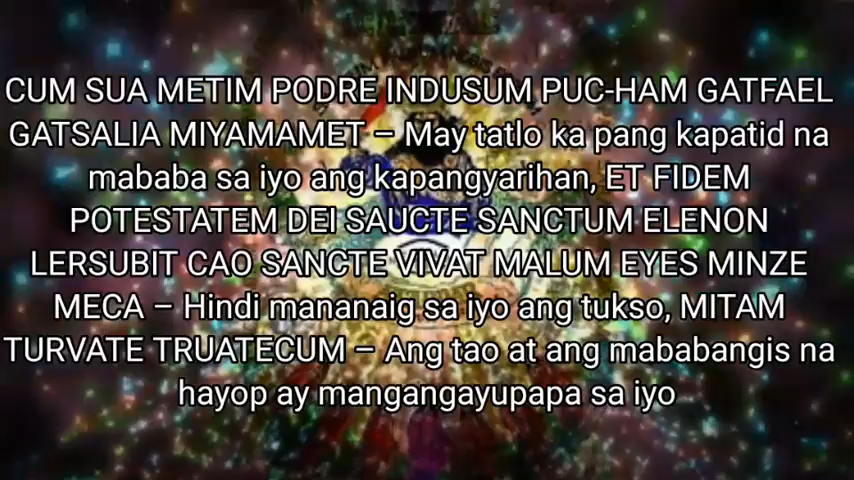 CUM SUA METIM PODRE INDUSUM PUC-HAM GATFAEL
GATSALIA MIYAMAMET – May tatlo ka pang kapatid na
mababa sa iyo ang kapangyarihan, ET FIDEM
POTESTATEM DEI SAUCTE SANCTUM ELENON
LERSUBIT CAO SANCTE VIVAT MALUM EYES MINZE
MECA – Hindi mananaig sa iyo ang tukso, MITAM
TURVATE TRUATECUM – Ang tao at ang mababangis na
hayop ay mangangayupapa sa iyo